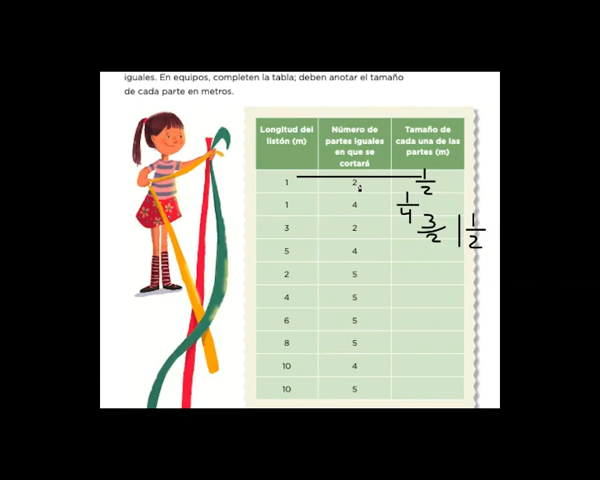 iguales. En equipos, completen la tabla; deben anotar el tamaño
de cada parte en metros.
Longitud del listón (m) Número de partes iguales en que se cortará Tamaño de cada una de las partes (m)
1 2 1/2
1 4 1/4
3 2 3/2 1 1/2
5 4
2 5
4 5
6 5
8 5
10 4
10 5